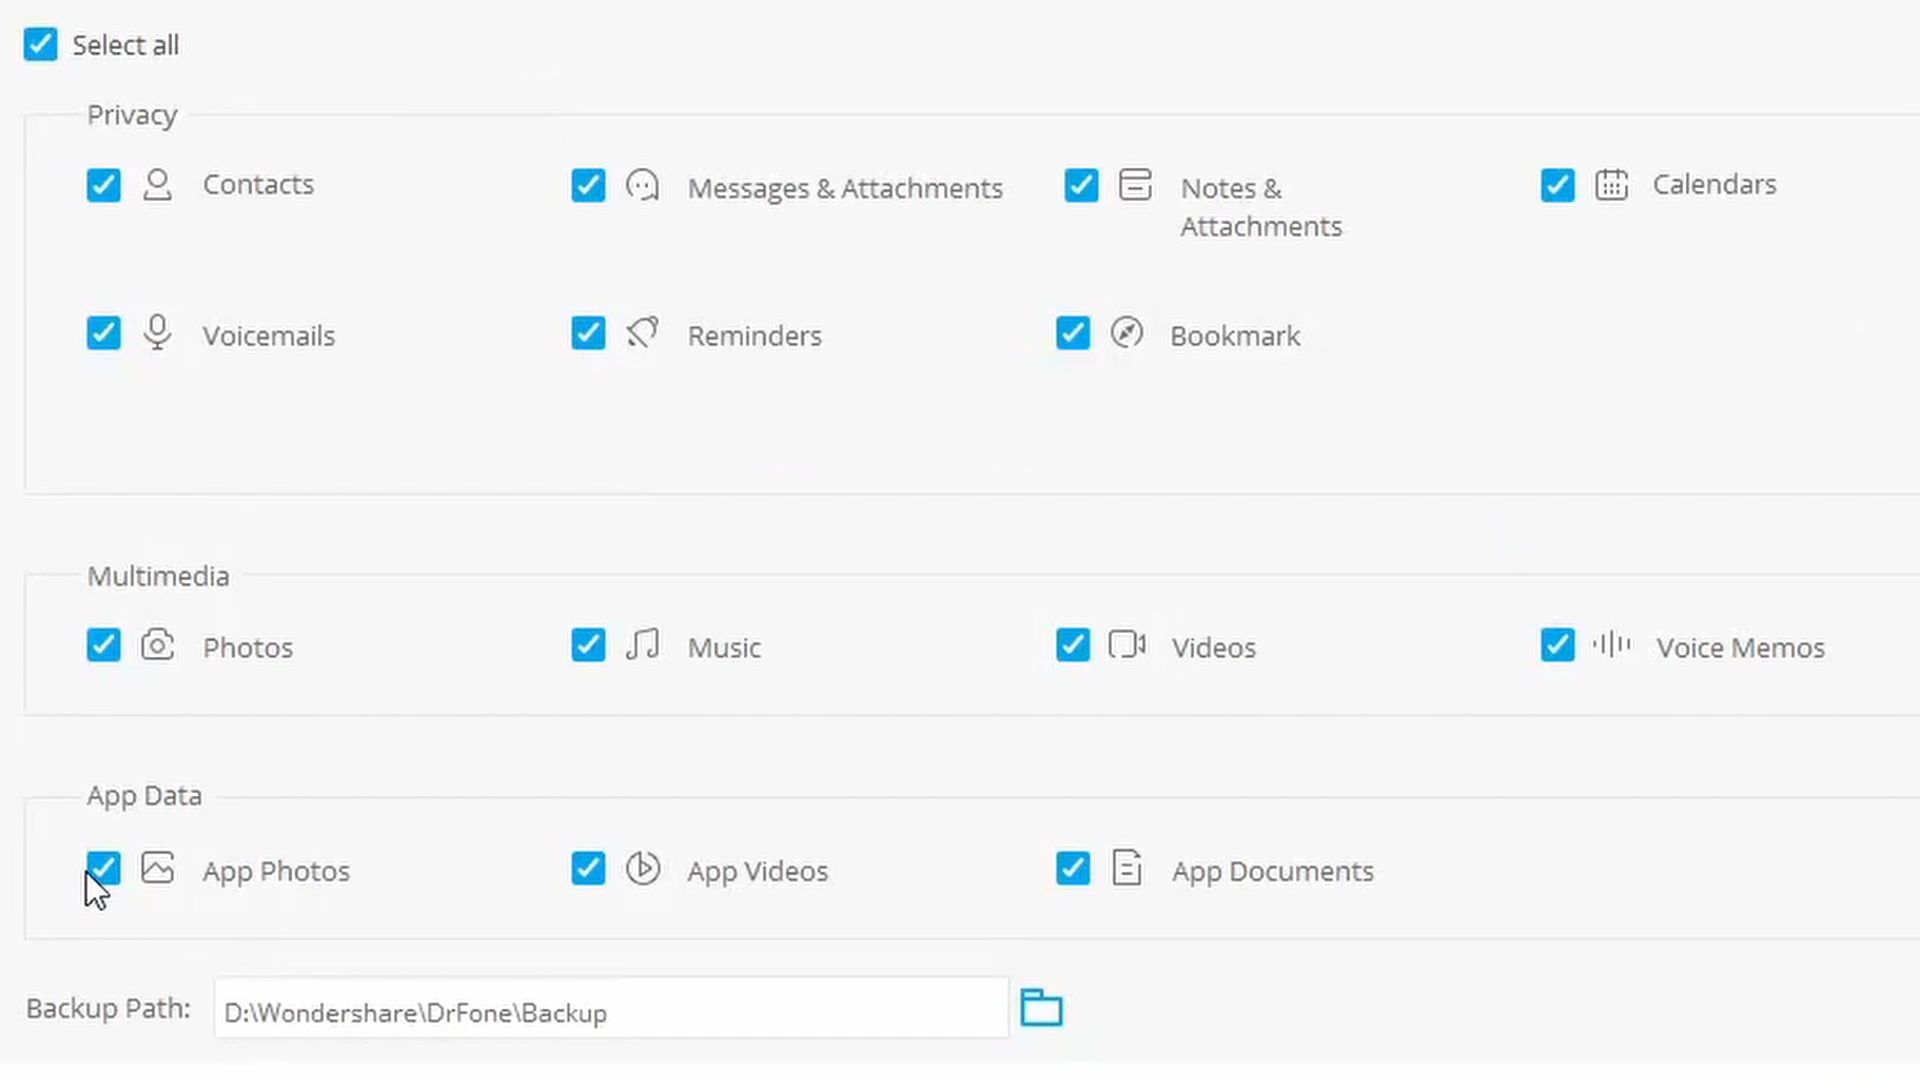 Select all
Privacy
Contacts
Messages & Attachments
Notes &
Attachments
Calendars
Voicemails
Reminders
Bookmark
Multimedia
Photos
Music
Videos
Voice Memos
App Data
App Photos
App Videos
App Documents
Backup Path:
D:\Wondershare\DrFone\Backup